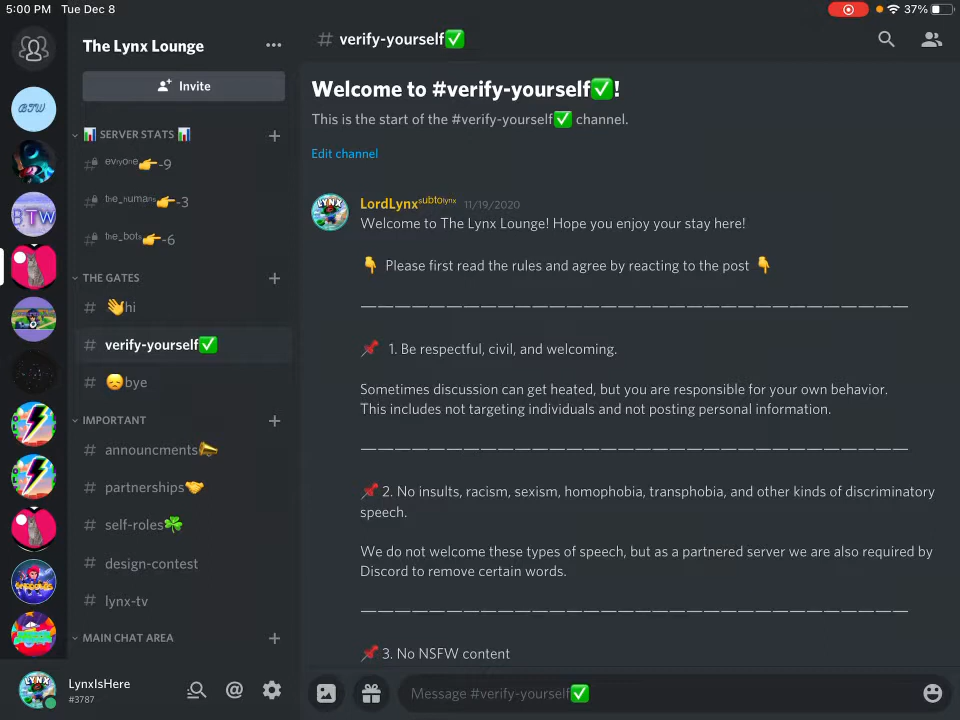 5:00 PM Tue Dec 8
37%
The Lynx Lounge
Invite
📊 SERVER STATS 📊
everyone👉-9
the_humans👉-3
the_bots👉-6
THE GATES
# 👋hi
# verify-yourself✅
# 😞bye
IMPORTANT
# announcments📣
# partnerships🤝
# self-roles☘️
# design-contest
# lynx-tv
MAIN CHAT AREA
LynxIsHere
#3787
# verify-yourself✅
Welcome to #verify-yourself✅!
This is the start of the #verify-yourself✅ channel.
Edit channel
LordLynxsubtolynx 11/19/2020
Welcome to The Lynx Lounge! Hope you enjoy your stay here!
👇 Please first read the rules and agree by reacting to the post 👇
📌 1. Be respectful, civil, and welcoming.
Sometimes discussion can get heated, but you are responsible for your own behavior.
This includes not targeting individuals and not posting personal information.
📌 2. No insults, racism, sexism, homophobia, transphobia, and other kinds of discriminatory
speech.
We do not welcome these types of speech, but as a partnered server we are also required by
Discord to remove certain words.
📌 3. No NSFW content
Message #verify-yourself✅
BTW
BTW
LYNX